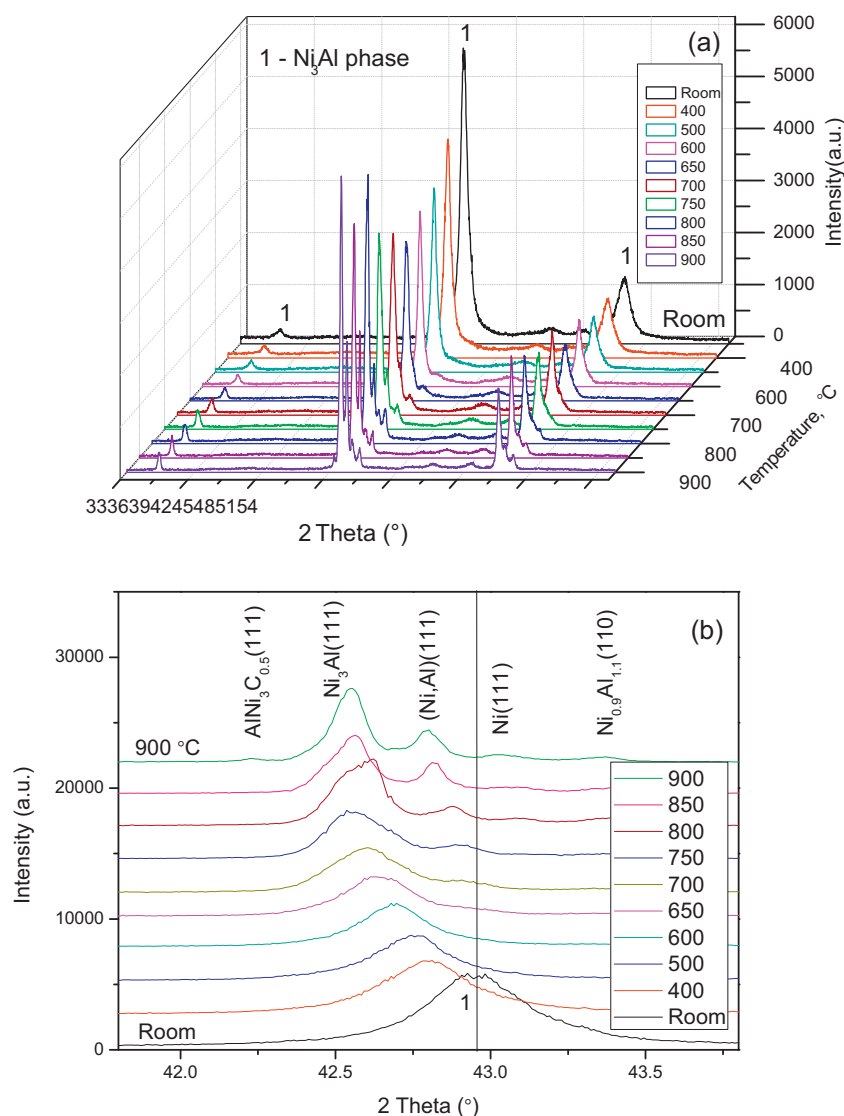 (a)
1 - Ni₃Al phase
1
1
1
Room
400
500
600
650
700
750
800
850
900
6000
5000
4000
3000
2000
1000
0
Intensity(a.u.)
Room
400
600
700
800
900
Temperature, °C
3336394245485154
2 Theta (°)
(b)
AlNi₃C₀.₅(111)
Ni₃Al(111)
(Ni,Al)(111)
Ni(111)
Ni₀.₉Al₁.₁(110)
30000
20000
10000
0
Intensity (a.u.)
900 °C
900
850
800
750
700
650
600
500
400
Room
1
Room
42.0
42.5
43.0
43.5
2 Theta (°)